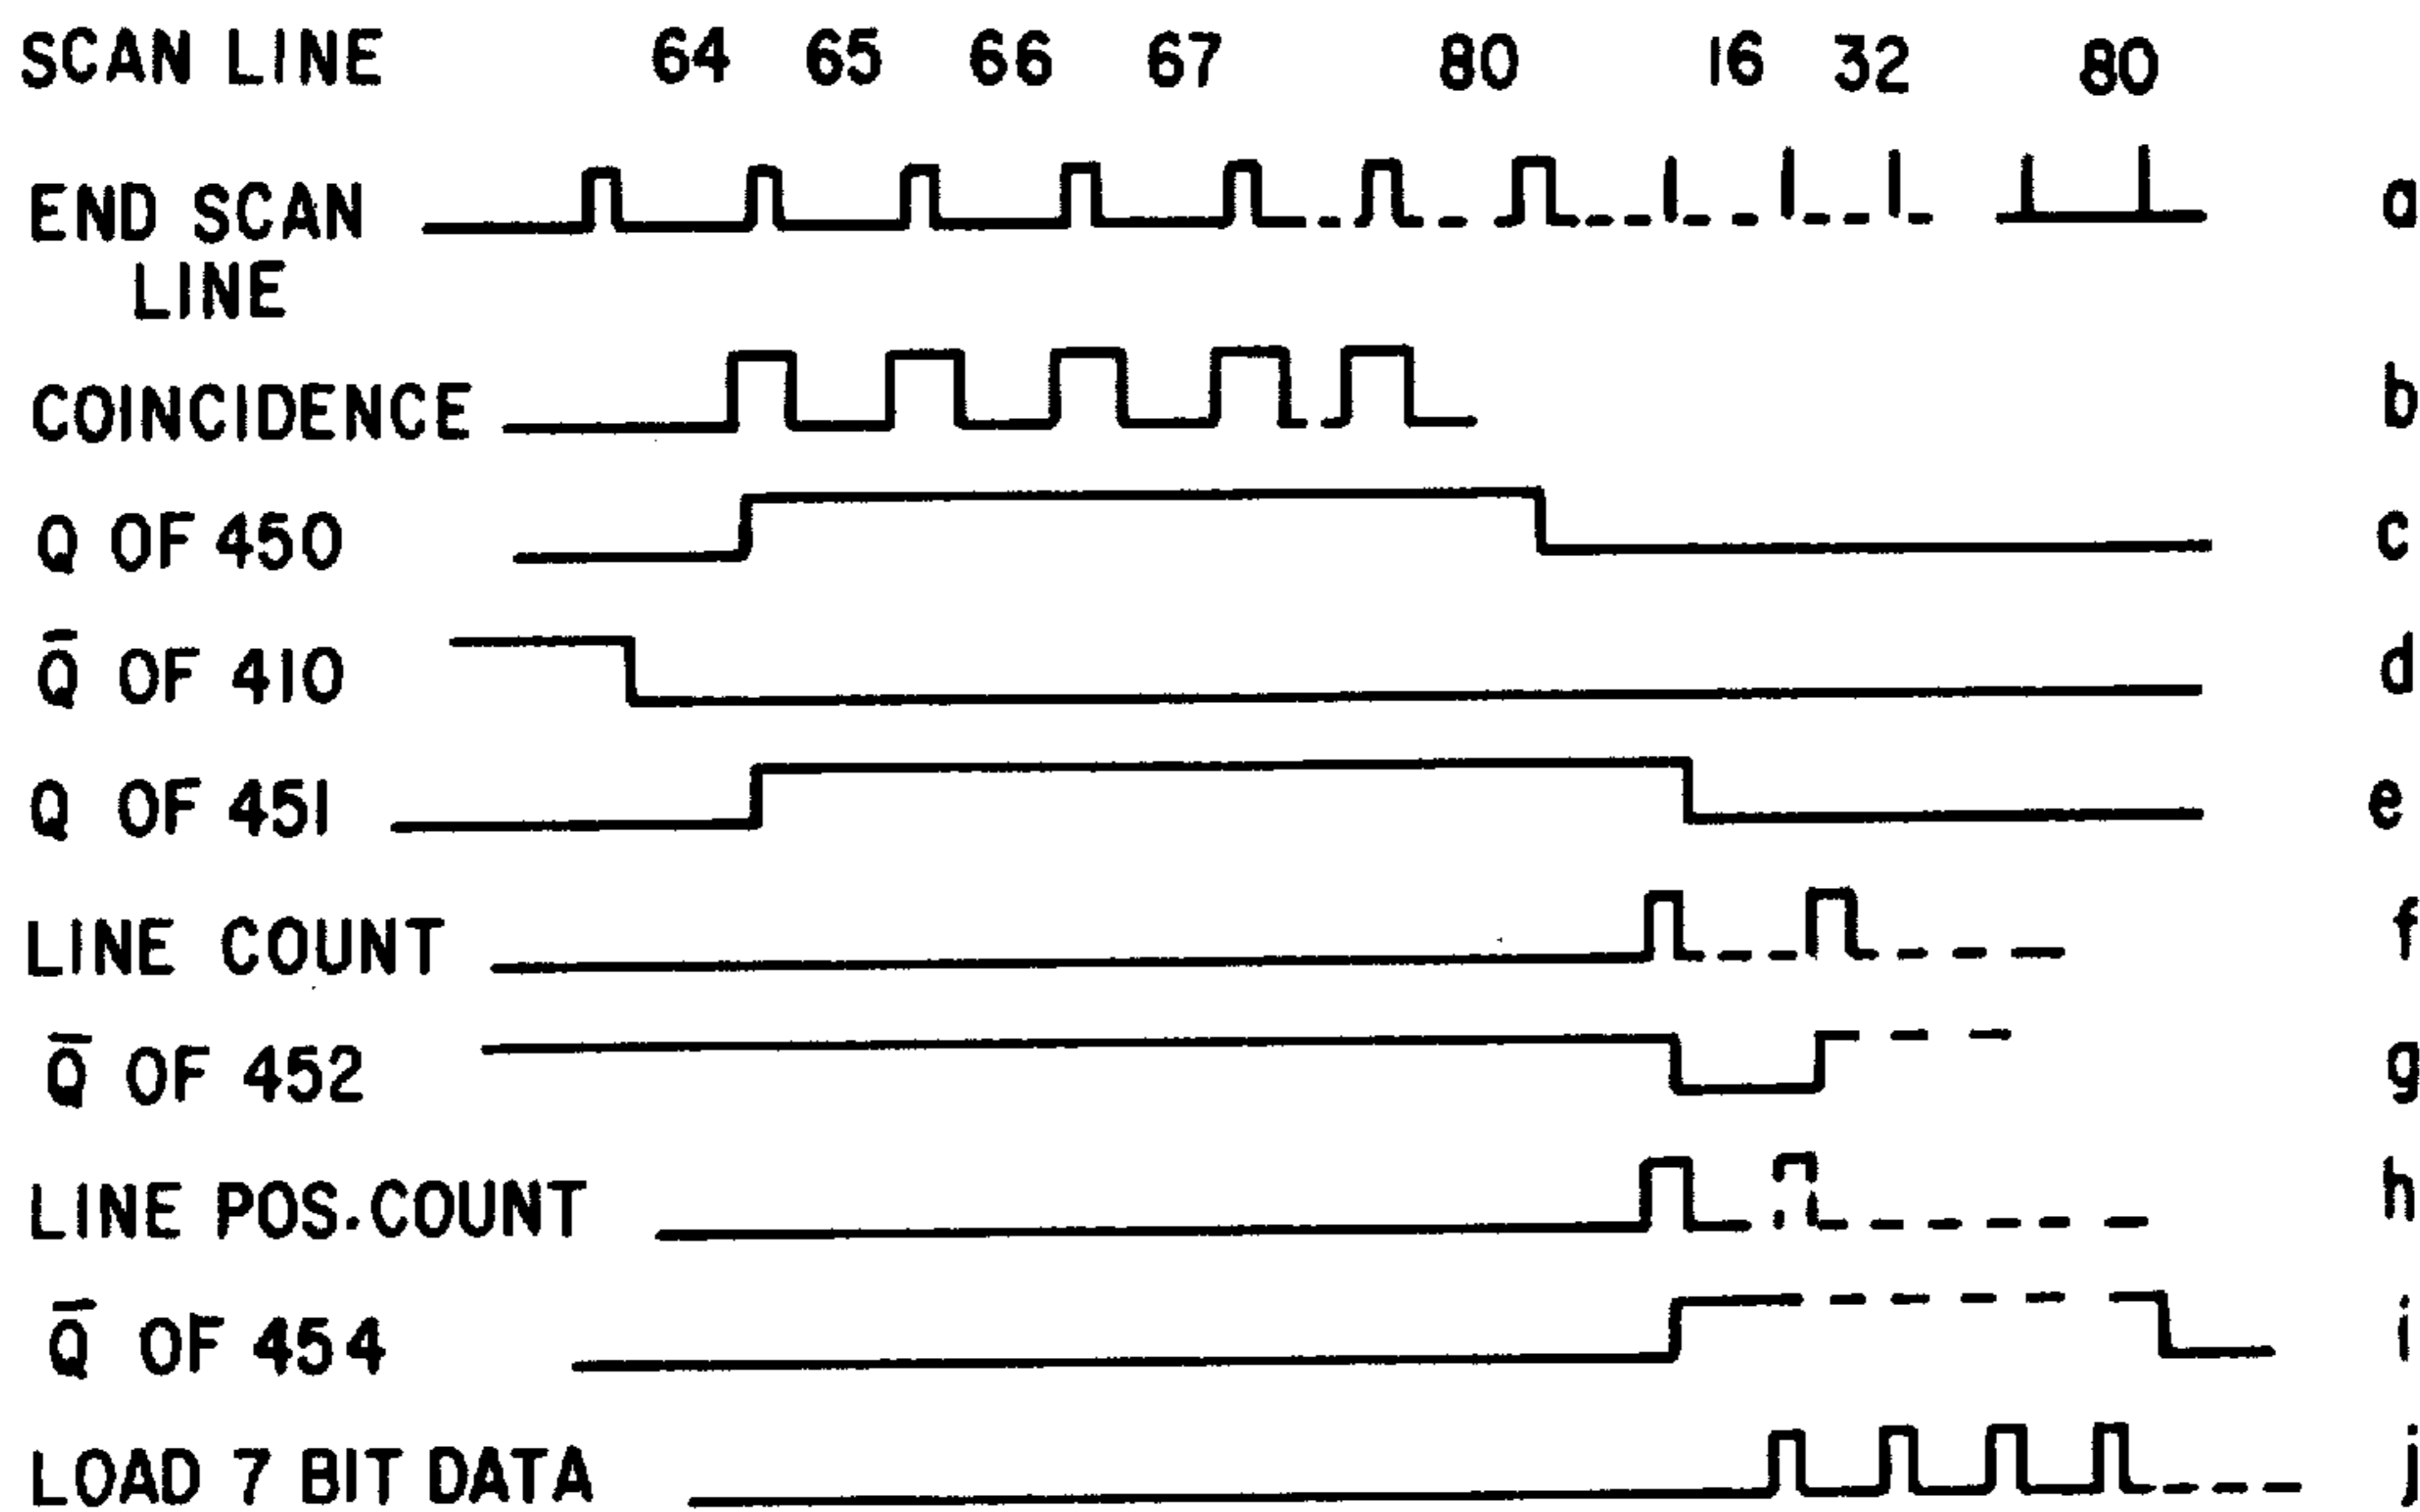 SCAN LINE 64 65 66 67 80 16 32 80
END SCAN LINE a
COINCIDENCE b
Q OF 450 c
Q̅ OF 410 d
Q OF 451 e
LINE COUNT f
Q̅ OF 452 g
LINE POS. COUNT h
Q̅ OF 454 i
LOAD 7 BIT DATA j